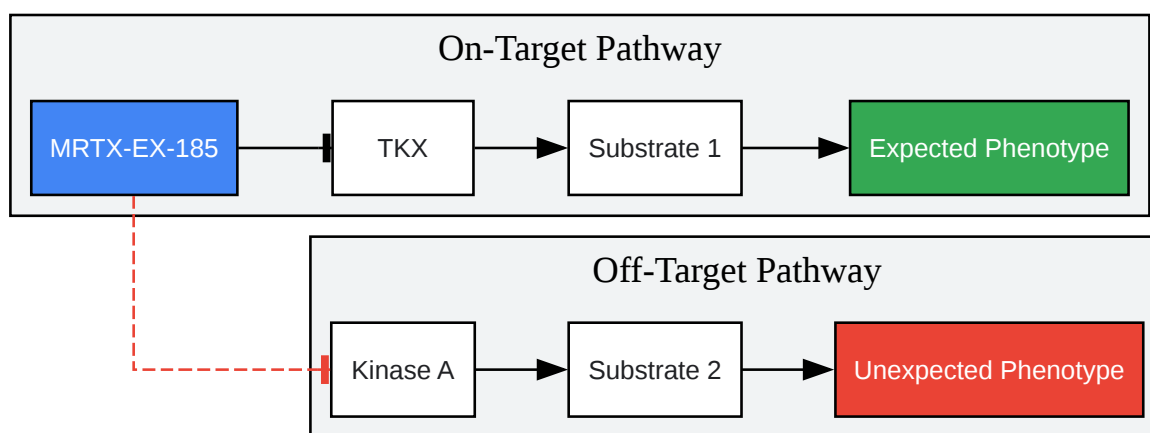 On-Target Pathway
MRTX-EX-185
TKX
Substrate 1
Expected Phenotype
Off-Target Pathway
Kinase A
Substrate 2
Unexpected Phenotype